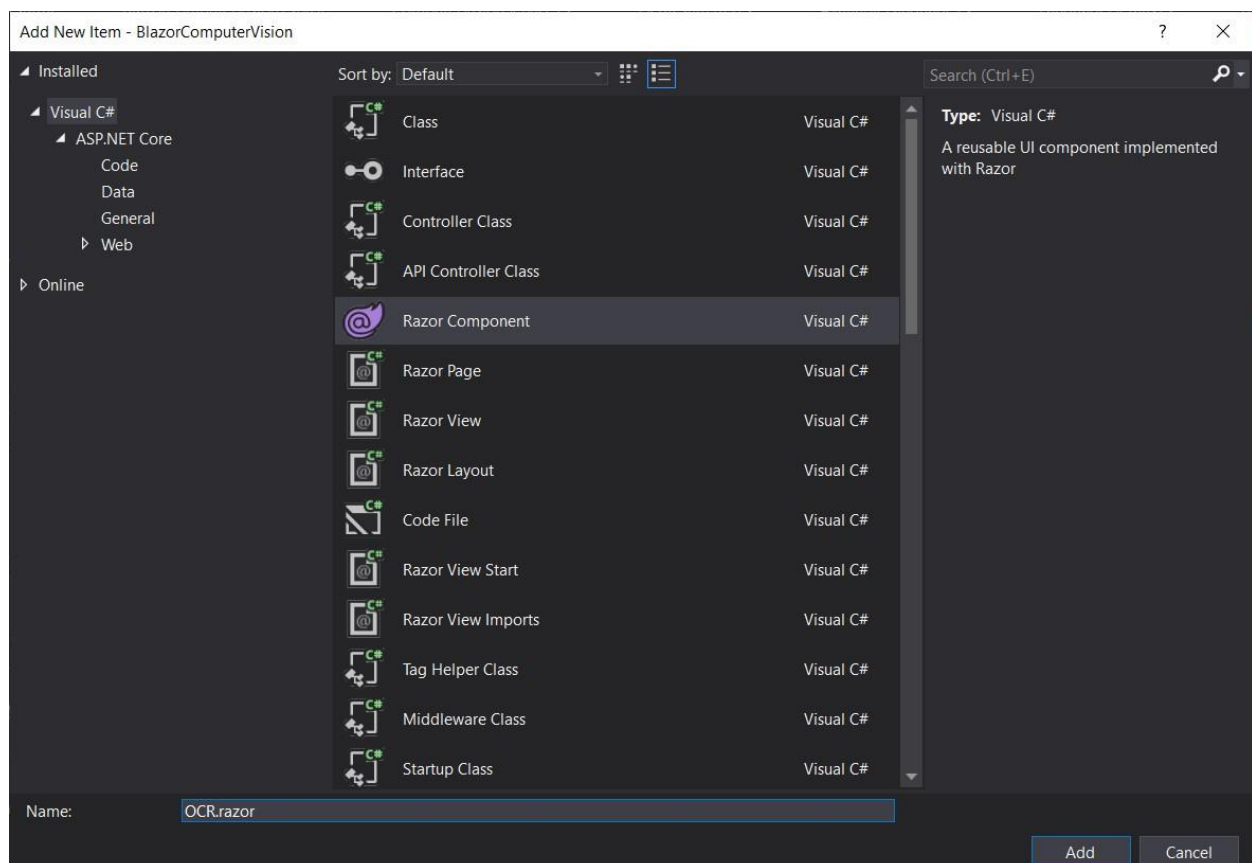 Add New Item - BlazorComputerVision
?
Installed
Sort by: Default
Search (Ctrl+E)
Visual C#
ASP.NET Core
Code
Data
General
Web
Online
C# Class Visual C#
Interface Visual C#
C# Controller Class Visual C#
C# API Controller Class Visual C#
@ Razor Component Visual C#
C# @ Razor Page Visual C#
C# @ Razor View Visual C#
C# @ Razor Layout Visual C#
C# Code File Visual C#
C# @ Razor View Start Visual C#
C# @ Razor View Imports Visual C#
C# Tag Helper Class Visual C#
C# Middleware Class Visual C#
C# Startup Class Visual C#
Type: Visual C#
A reusable UI component implemented
with Razor
Name: OCR.razor
Add Cancel